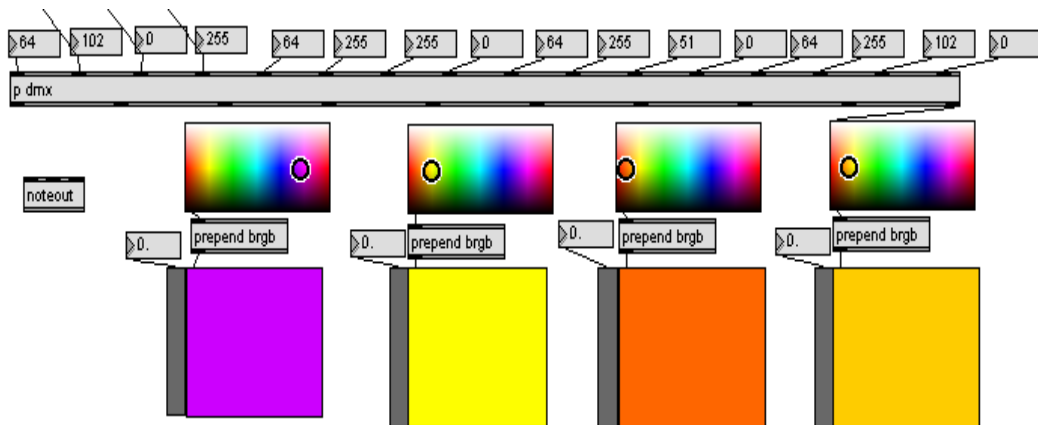 64 102 0 255 64 255 255 0 64 255 51 0 64 255 102 0
p dmx
noteout
prepend brgb prepend brgb prepend brgb prepend brgb
0. 0. 0. 0.